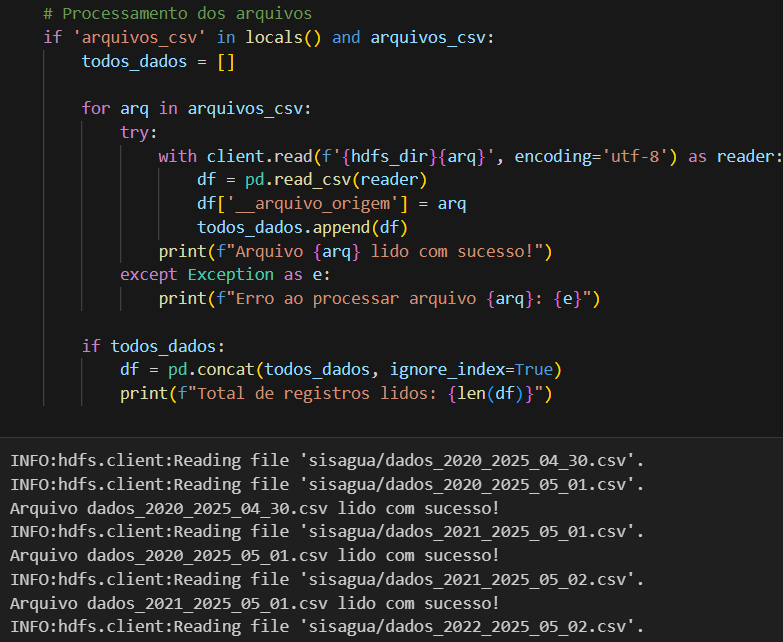 # Processamento dos arquivos
if 'arquivos_csv' in locals() and arquivos_csv:
    todos_dados = []
    for arq in arquivos_csv:
        try:
            with client.read(f'{hdfs_dir}{arq}', encoding='utf-8') as reader:
                df = pd.read_csv(reader)
                df['__arquivo_origem'] = arq
                todos_dados.append(df)
            print(f"Arquivo {arq} lido com sucesso!")
        except Exception as e:
            print(f"Erro ao processar arquivo {arq}: {e}")
    if todos_dados:
        df = pd.concat(todos_dados, ignore_index=True)
        print(f"Total de registros lidos: {len(df)}")
INFO:hdfs.client:Reading file 'sisagua/dados_2020_2025_04_30.csv'.
INFO:hdfs.client:Reading file 'sisagua/dados_2020_2025_05_01.csv'.
Arquivo dados_2020_2025_04_30.csv lido com sucesso!
INFO:hdfs.client:Reading file 'sisagua/dados_2021_2025_05_01.csv'.
Arquivo dados_2020_2025_05_01.csv lido com sucesso!
INFO:hdfs.client:Reading file 'sisagua/dados_2021_2025_05_02.csv'.
Arquivo dados_2021_2025_05_01.csv lido com sucesso!
INFO:hdfs.client:Reading file 'sisagua/dados_2022_2025_05_02.csv'.